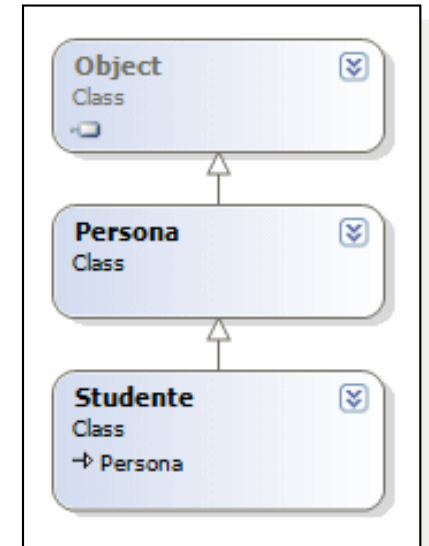 Object
Class
Persona
Class
Studente
Class
Persona